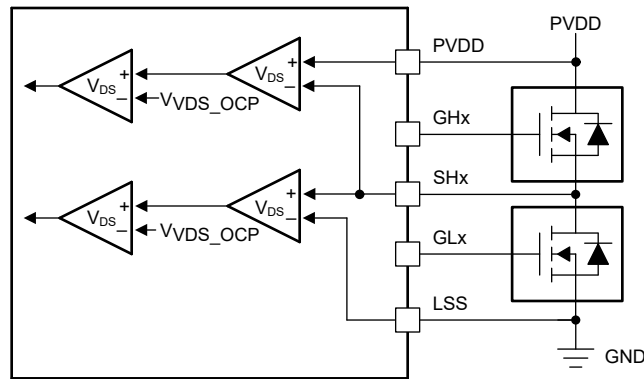 PVDD
PVDD
+
V_DS
−
+
V_DS
−
V_VDS_OCP
GHx
SHx
+
V_DS
−
+
V_DS
−
V_VDS_OCP
GLx
LSS
GND